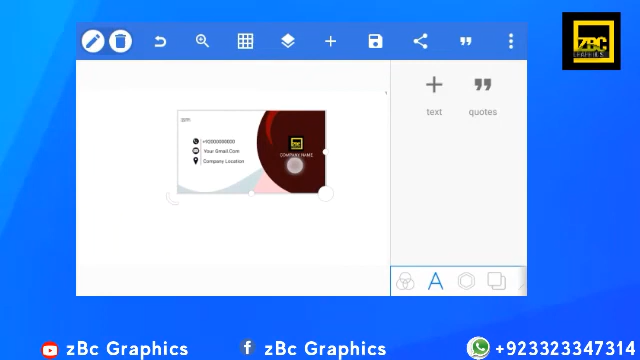 zBc
GRAPHICS
text
quotes
+92000000000
Your Gmail.Com
Company Location
COMPANY NAME
zBc Graphics
zBc Graphics
+923323347314